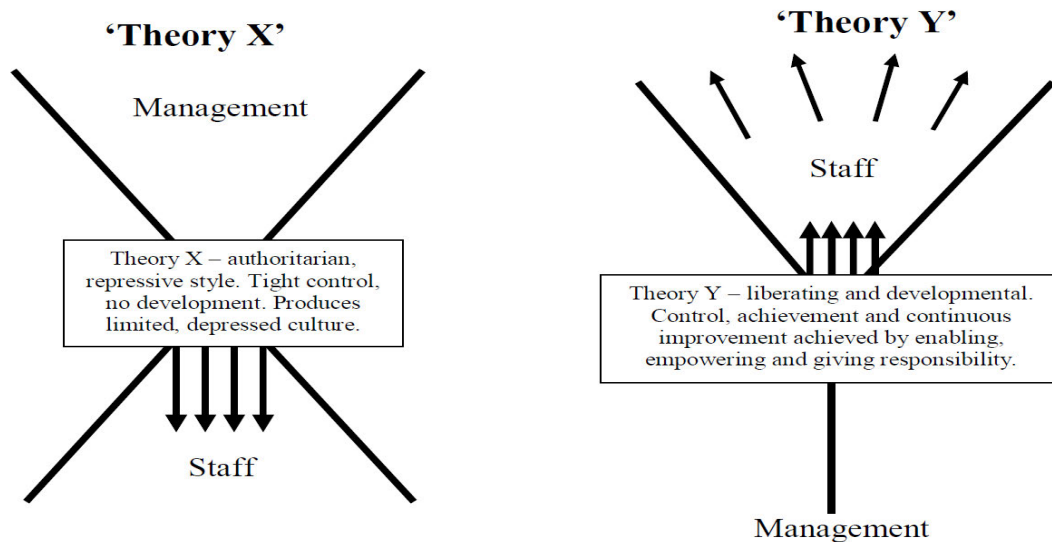 ‘Theory X’
Management
Theory X – authoritarian,
repressive style. Tight control,
no development. Produces
limited, depressed culture.
Staff
‘Theory Y’
Staff
Theory Y – liberating and developmental.
Control, achievement and continuous
improvement achieved by enabling,
empowering and giving responsibility.
Management